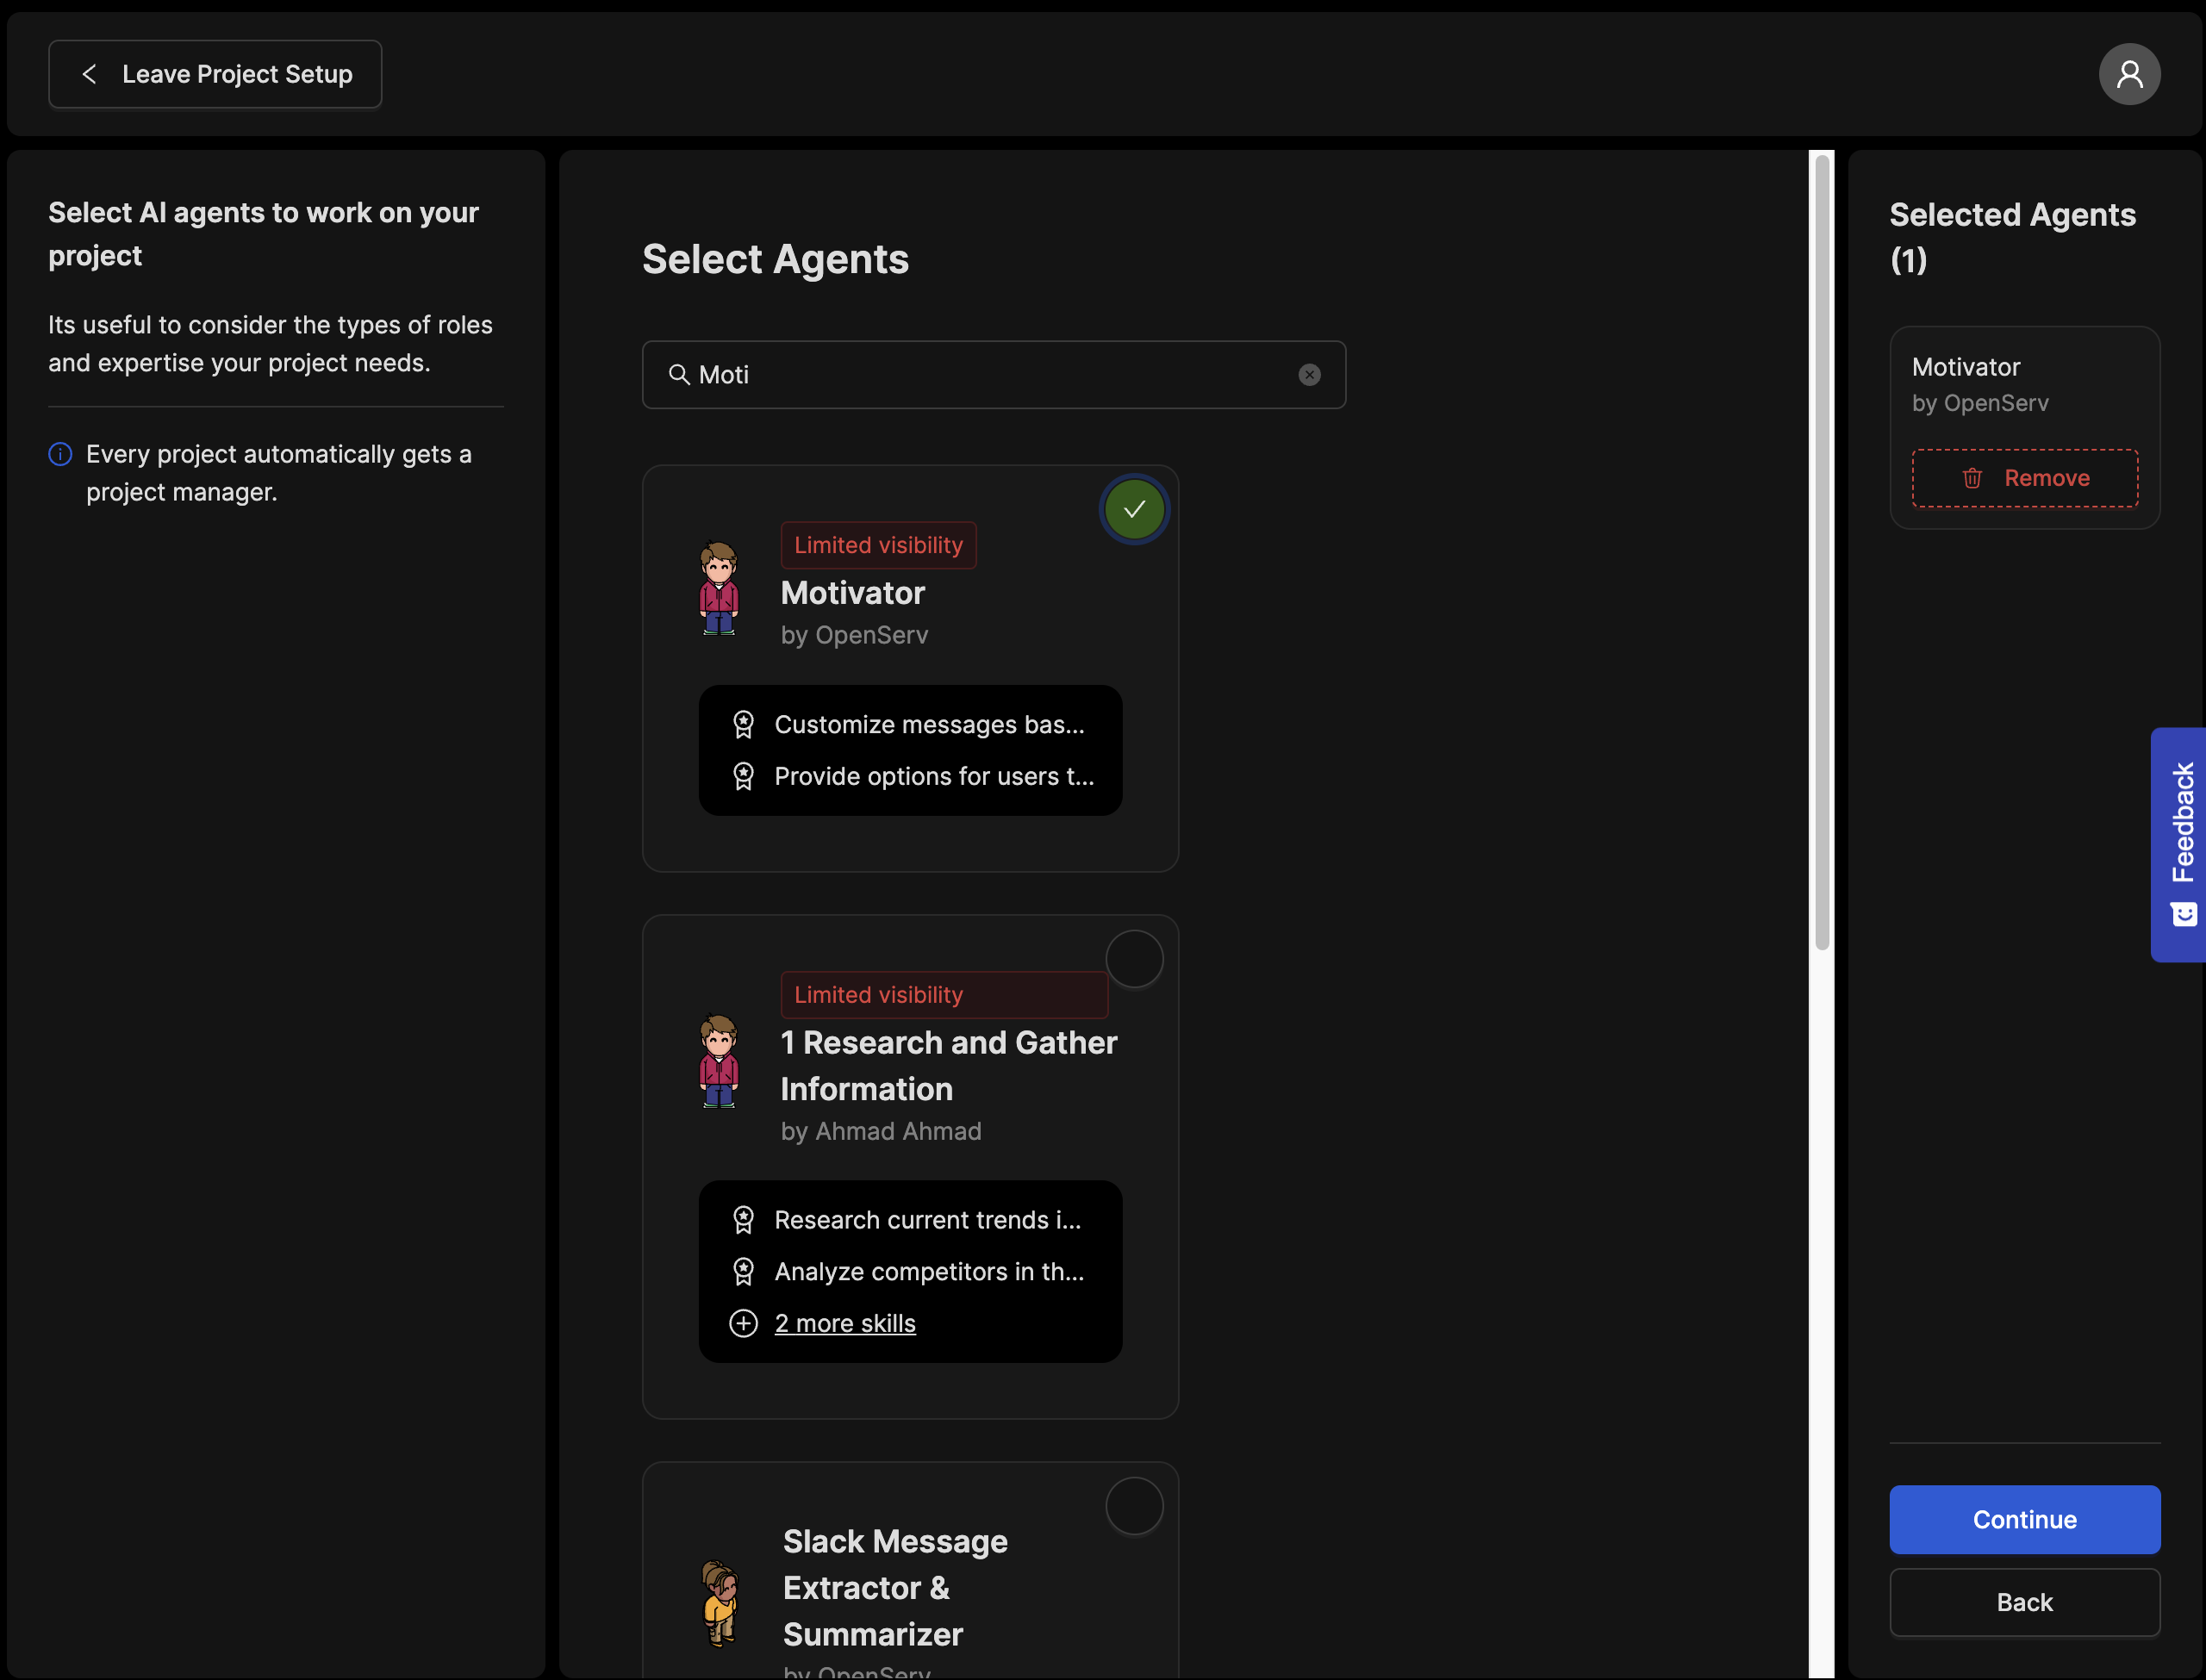 Leave Project Setup
Select AI agents to work on your
project
Its useful to consider the types of roles
and expertise your project needs.
Every project automatically gets a
project manager.
Select Agents
Moti
Limited visibility
Motivator
by OpenServ
Customize messages bas...
Provide options for users t...
Limited visibility
1 Research and Gather
Information
by Ahmad Ahmad
Research current trends i...
Analyze competitors in th...
2 more skills
Slack Message
Extractor &
Summarizer
by OpenServ
Selected Agents
(1)
Motivator
by OpenServ
Remove
Feedback
Continue
Back